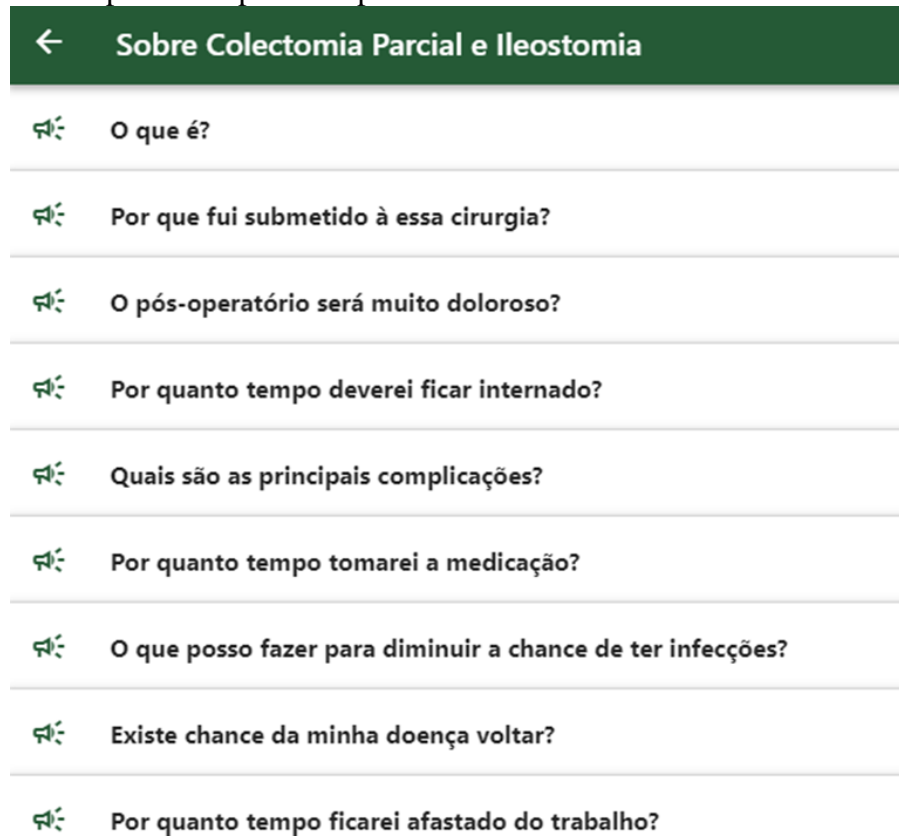 Sobre Colectomia Parcial e Ileostomia
O que é?
Por que fui submetido à essa cirurgia?
O pós-operatório será muito doloroso?
Por quanto tempo deverei ficar internado?
Quais são as principais complicações?
Por quanto tempo tomarei a medicação?
O que posso fazer para diminuir a chance de ter infecções?
Existe chance da minha doença voltar?
Por quanto tempo ficarei afastado do trabalho?